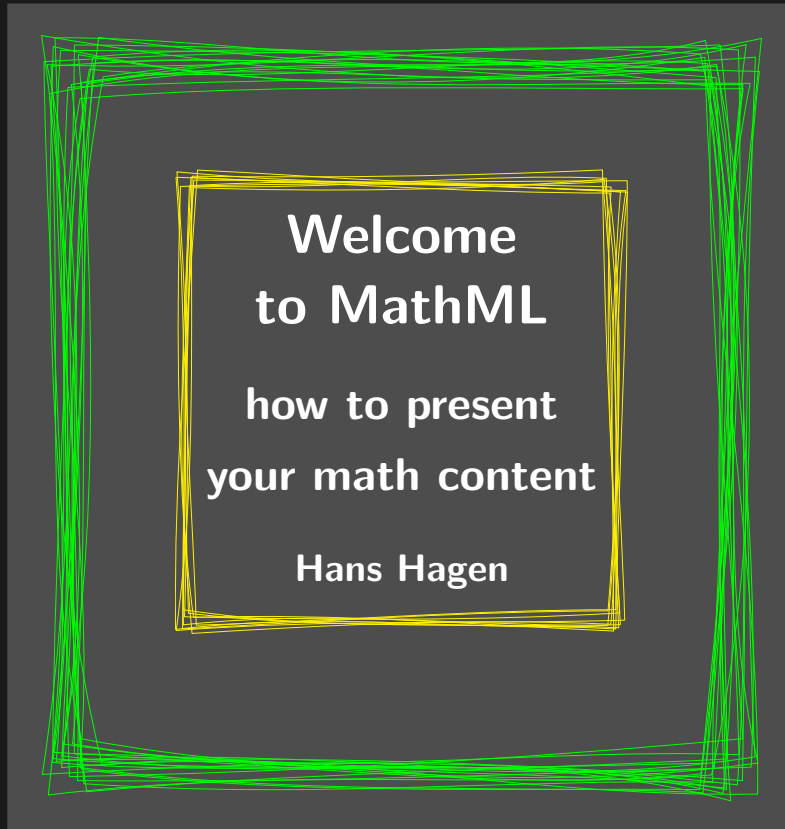 Welcome
to MathML
how to present
your math content
Hans Hagen